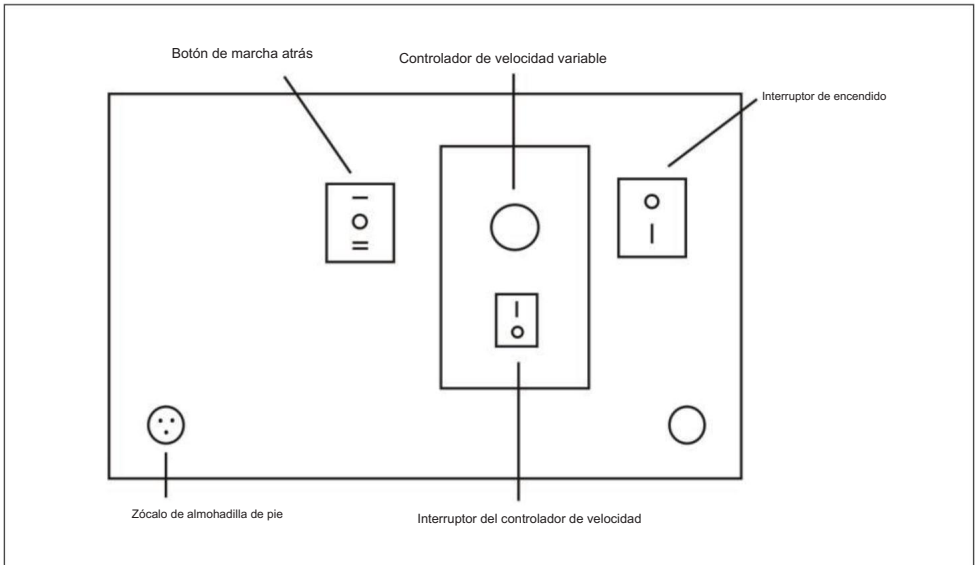 Botón de marcha atrás
Controlador de velocidad variable
Interruptor de encendido
Zócalo de almohadilla de pie
Interruptor del controlador de velocidad